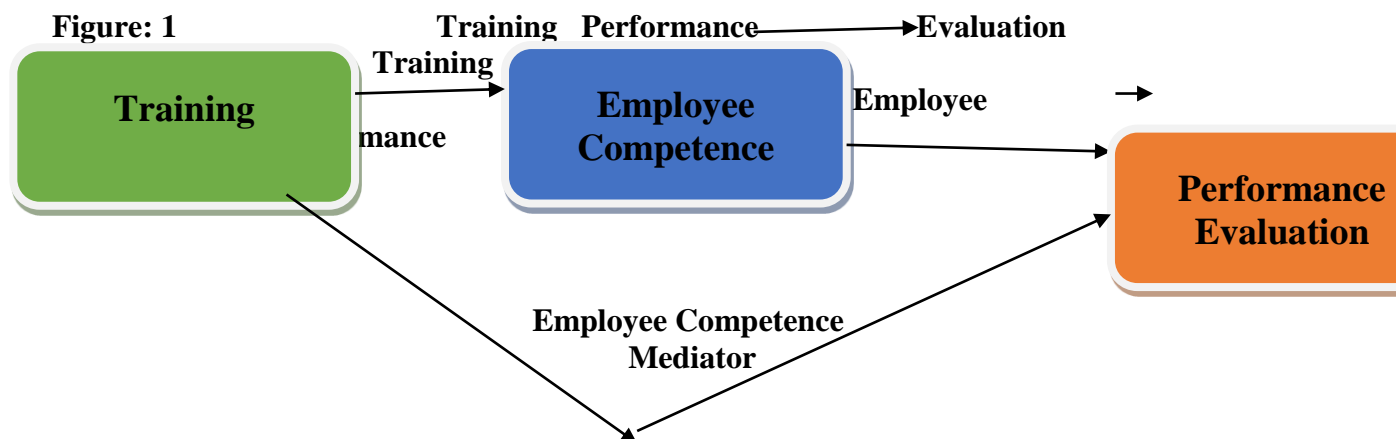 Figure: 1 Training Performance Evaluation
Training
Training
Employee
Competence
Employee
mance
Performance
Evaluation
Employee Competence
Mediator